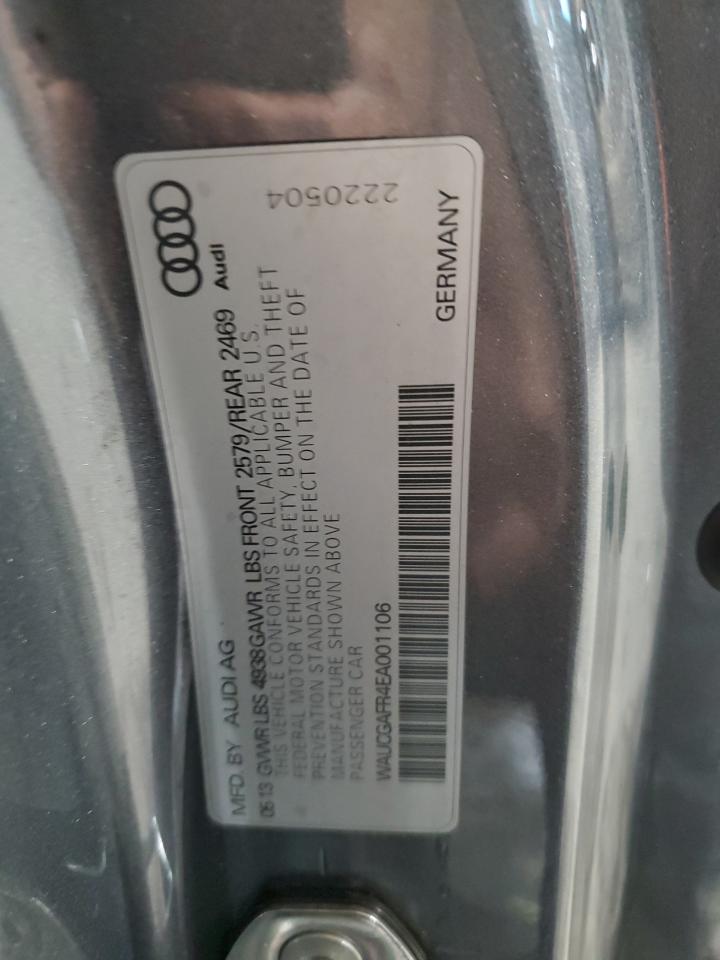 MFD. BY AUDI AG
06 13 GVWR LBS 4938 GAWR LBS FRONT 2579/REAR 2469
Audi
THIS VEHICLE CONFORMS TO ALL APPLICABLE U.S.
FEDERAL MOTOR VEHICLE SAFETY, BUMPER AND THEFT
PREVENTION STANDARDS IN EFFECT ON THE DATE OF
MANUFACTURE SHOWN ABOVE
PASSENGER CAR
WAUCGAFR4EA001106
GERMANY
2220504